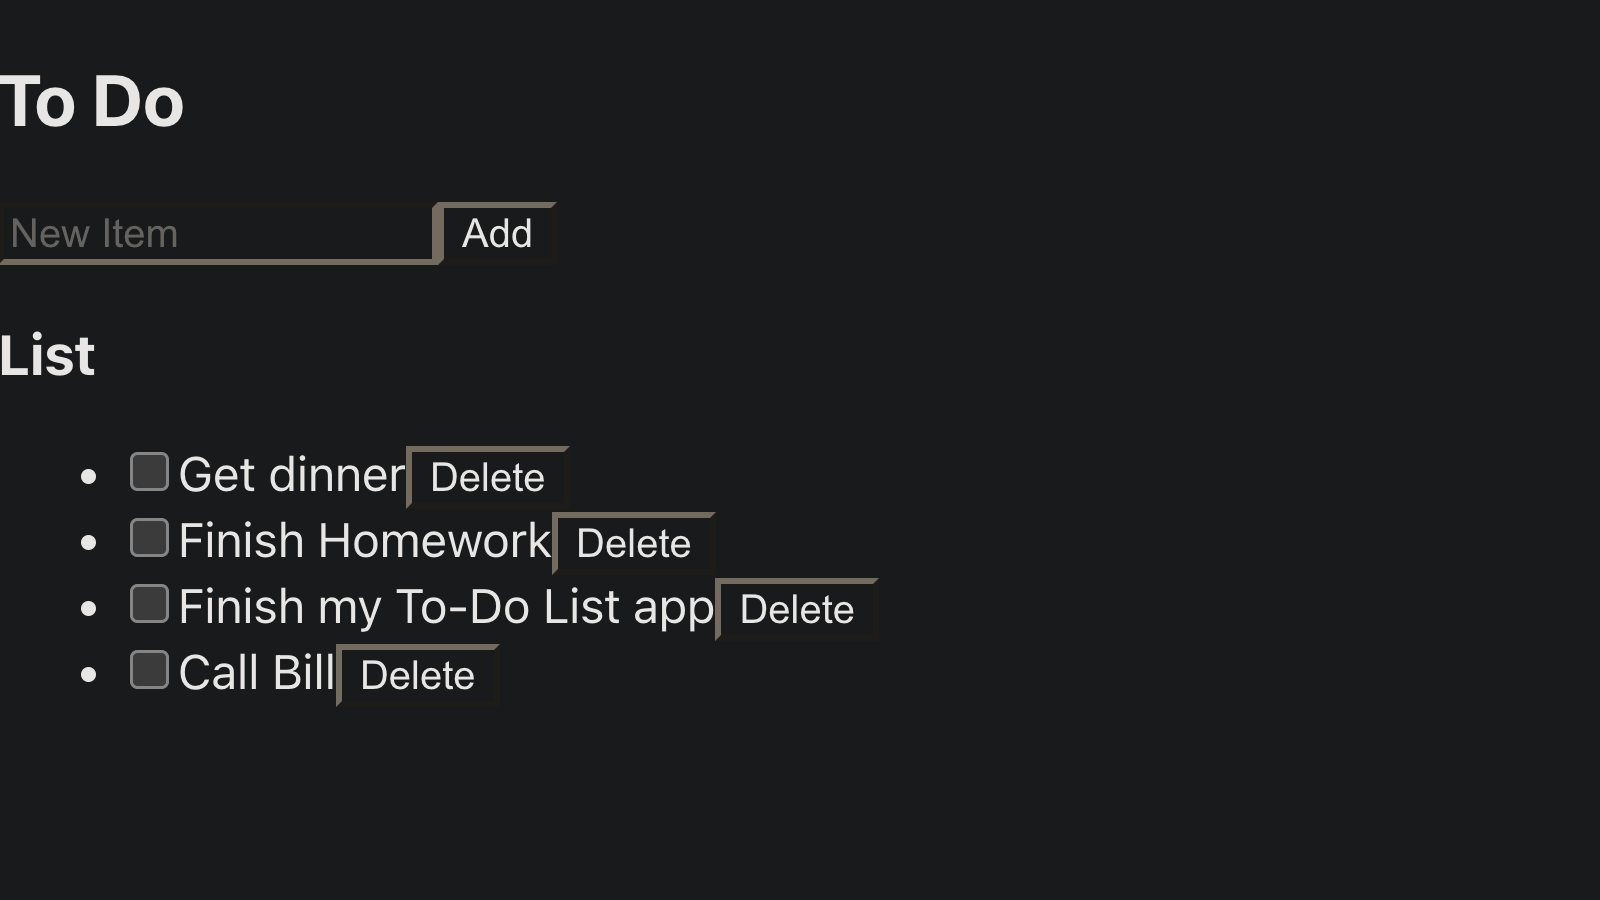 To Do
New Item Add
List
Get dinner Delete
Finish Homework Delete
Finish my To-Do List app Delete
Call Bill Delete